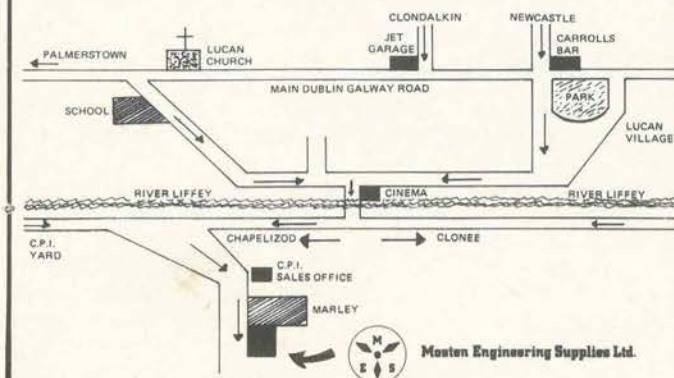 CLONDALKIN
NEWCASTLE
PALMERSTOWN
LUCAN
CHURCH
JET
GARAGE
CARROLLS
BAR
MAIN DUBLIN GALWAY ROAD
PARK
SCHOOL
LUCAN
VILLAGE
RIVER LIFFEY
CINEMA
RIVER LIFFEY
C.P.I.
YARD
CHAPELIZOD
CLONEE
C.P.I.
SALES OFFICE
MARLEY
M
E S
Mosten Engineering Supplies Ltd.